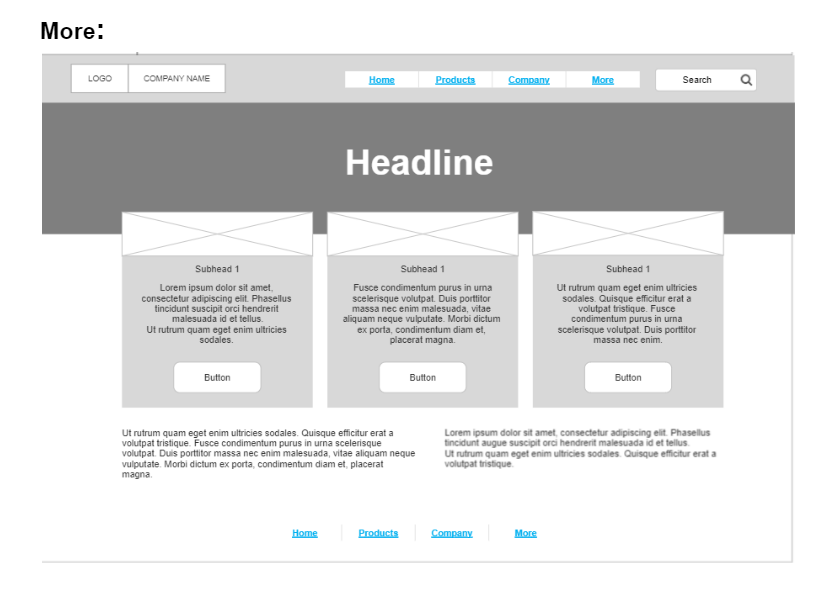 More:
LOGO
COMPANY NAME
Home
Products
Company
More
Search
Headline
Subhead 1
Lorem ipsum dolor sit amet,
consectetur adipiscing elit. Phasellus
tincidunt suscipit orci hendrerit
malesuada id et tellus.
Ut rutrum quam eget enim ultricies
sodales.
Button
Subhead 1
Fusce condimentum purus in urna
scelerisque volutpat. Duis porttitor
massa nec enim malesuada, vitae
aliquam neque vulputate. Morbi dictum
ex porta, condimentum diam et,
placerat magna.
Button
Subhead 1
Ut rutrum quam eget enim ultricies
sodales. Quisque efficitur erat a
volutpat tristique. Fusce
condimentum purus in urna
scelerisque volutpat. Duis porttitor
massa nec enim.
Button
Ut rutrum quam eget enim ultricies sodales. Quisque efficitur erat a
volutpat tristique. Fusce condimentum purus in urna scelerisque
volutpat. Duis porttitor massa nec enim malesuada, vitae aliquam neque
vulputate. Morbi dictum ex porta, condimentum diam et, placerat
magna.
Lorem ipsum dolor sit amet, consectetur adipiscing elit. Phasellus
tincidunt augue suscipit orci hendrerit malesuada id et tellus.
Ut rutrum quam eget enim ultricies sodales. Quisque efficitur erat a
volutpat tristique.
Home
Products
Company
More